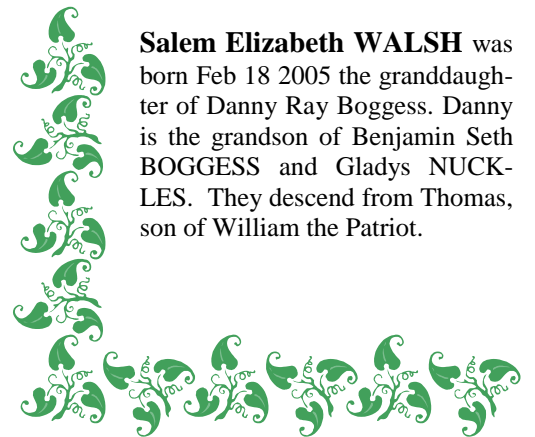 Salem Elizabeth WALSH was
born Feb 18 2005 the granddaugh-
ter of Danny Ray Boggess. Danny
is the grandson of Benjamin Seth
BOGGESS and Gladys NUCK-
LES.  They descend from Thomas,
son of William the Patriot.